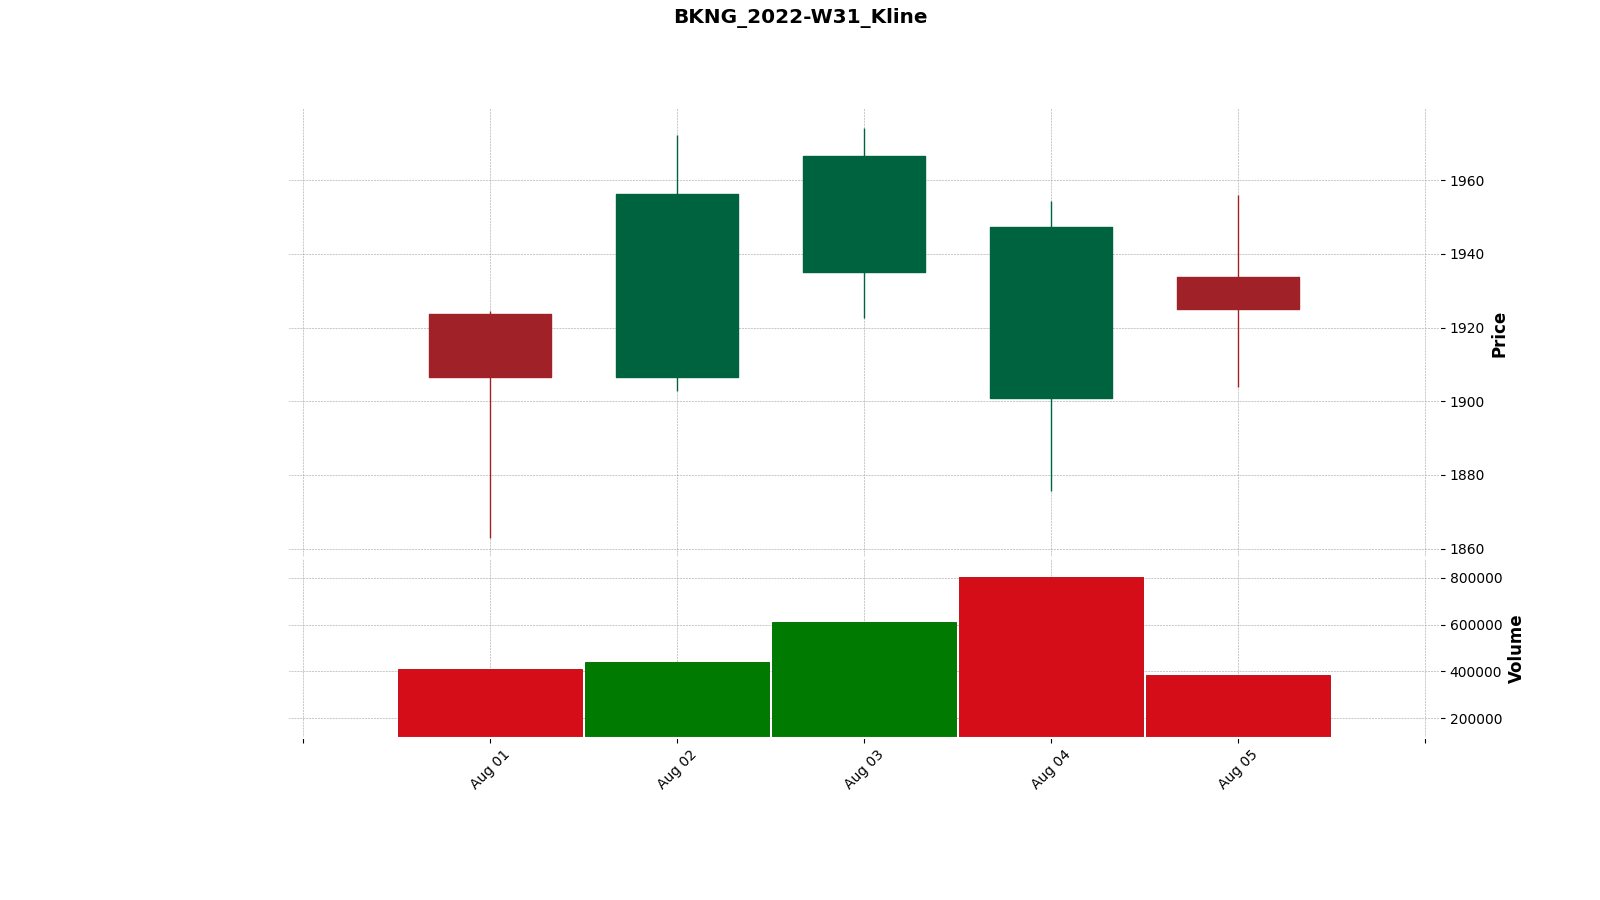 BKNG_2022-W31_Kline
1960
1940
1920
1900
1880
1860
Price
800000
600000
400000
200000
Volume
Aug 01
Aug 02
Aug 03
Aug 04
Aug 05